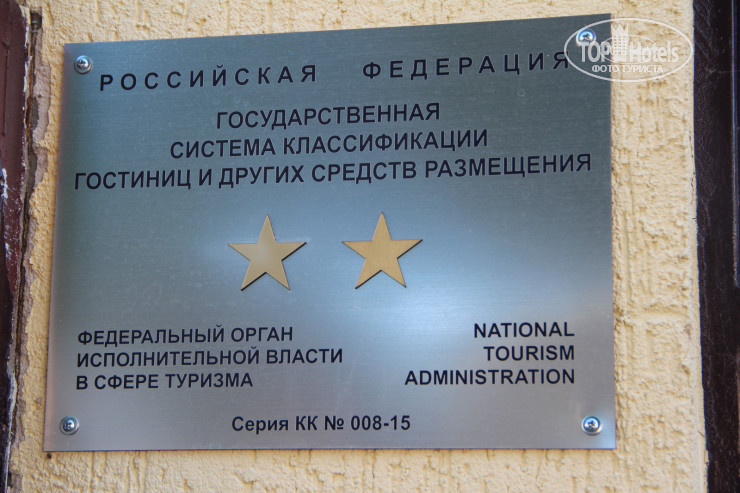 TopHotels
ФОТО ТУРИСТА
РОССИЙСКАЯ ФЕДЕРАЦИЯ
ГОСУДАРСТВЕННАЯ
СИСТЕМА КЛАССИФИКАЦИИ
ГОСТИНИЦ И ДРУГИХ СРЕДСТВ РАЗМЕЩЕНИЯ
ФЕДЕРАЛЬНЫЙ ОРГАН
ИСПОЛНИТЕЛЬНОЙ ВЛАСТИ
В СФЕРЕ ТУРИЗМА
NATIONAL
TOURISM
ADMINISTRATION
Серия КК № 008-15